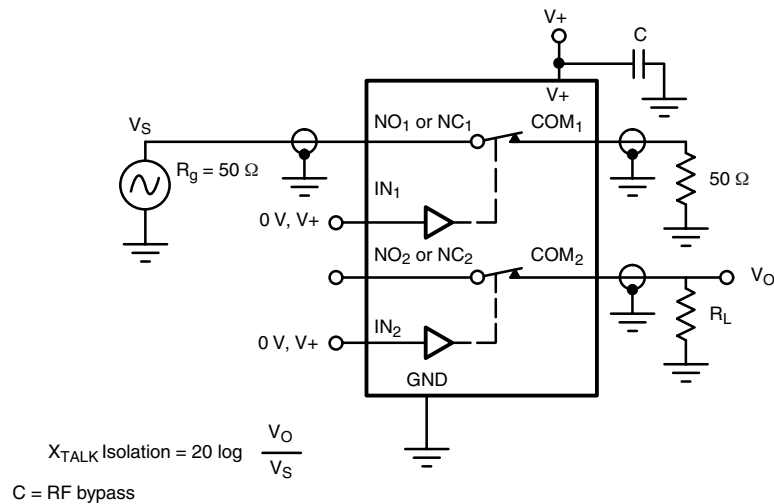 V+
C
V+
VS
NO1 or NC1
COM1
Rg = 50 Ω
50 Ω
IN1
0 V, V+
NO2 or NC2
COM2
VO
RL
IN2
0 V, V+
GND
XTALK Isolation = 20 log VO / VS
C = RF bypass